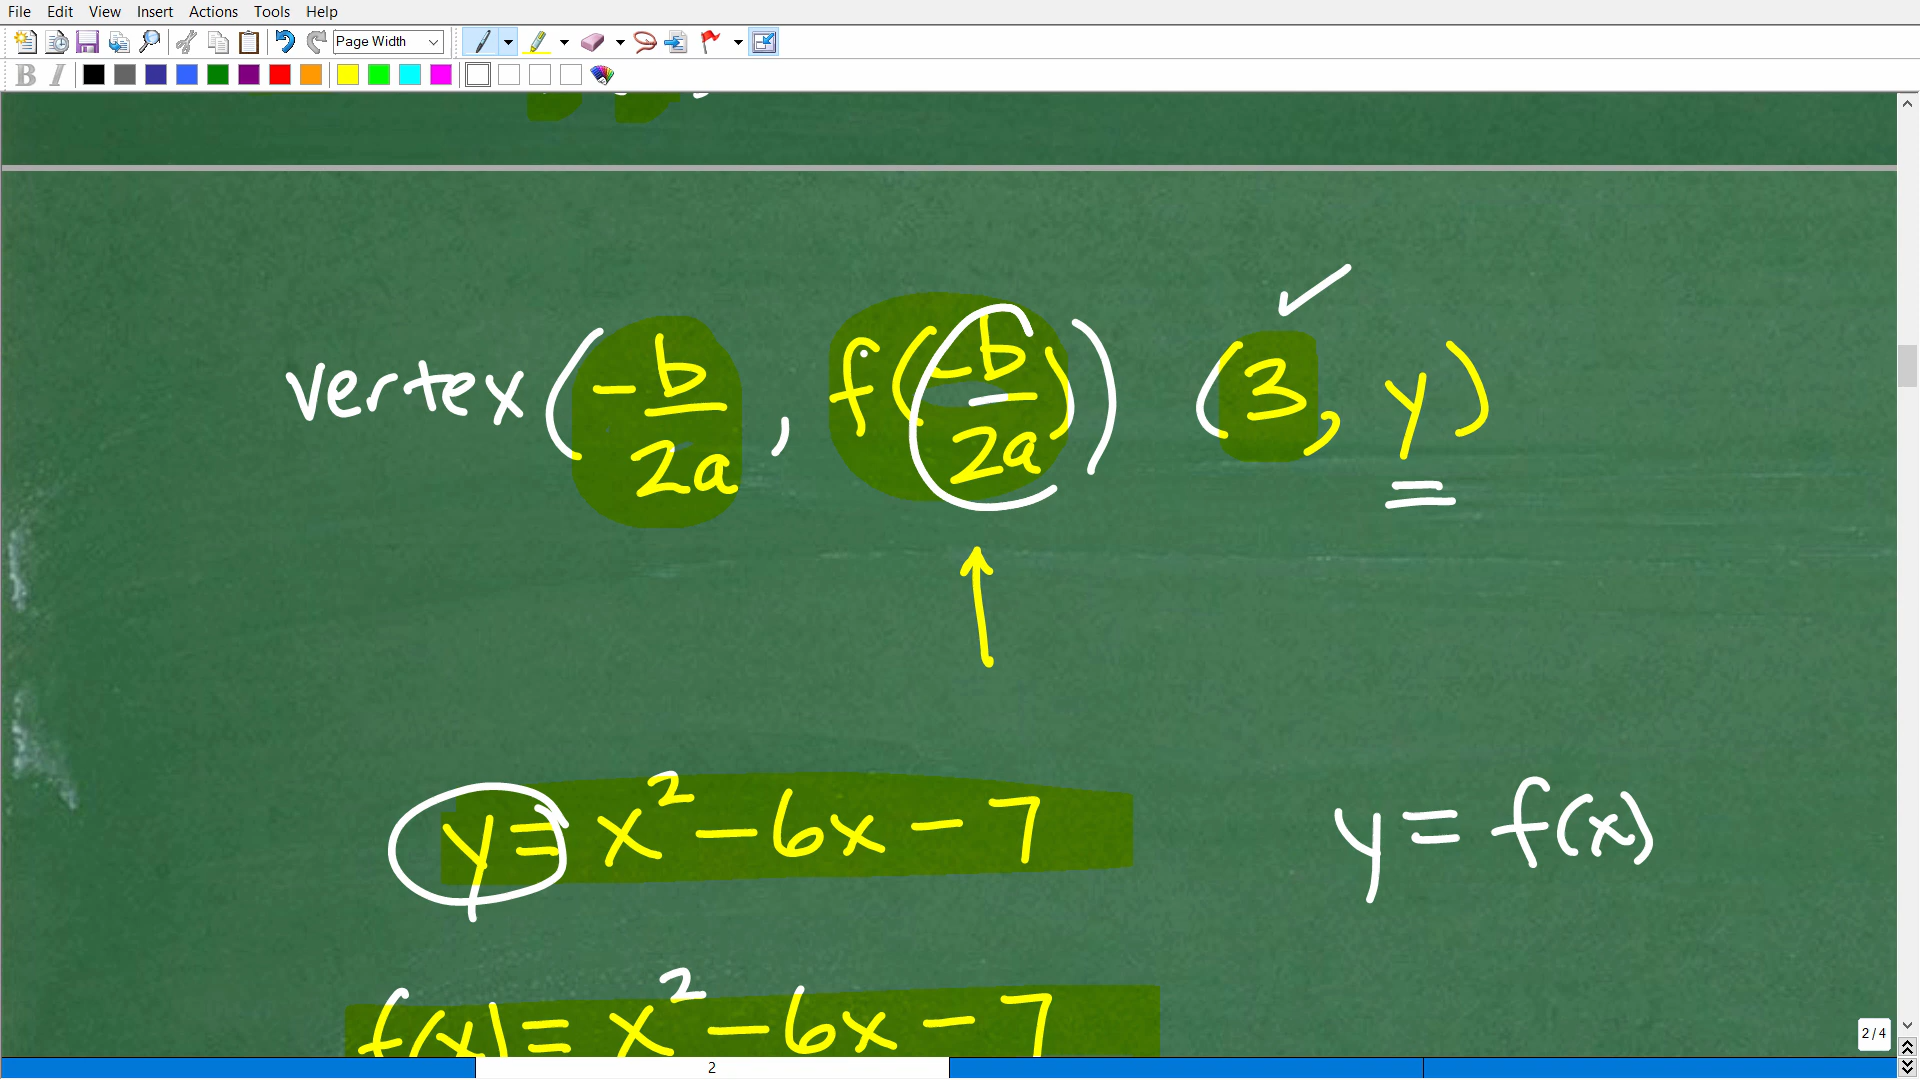 File Edit View Insert Actions Tools Help
Page Width
B I
vertex (-b/2a, f(-b/2a)) (3, y)
y = x² - 6x - 7
y = f(x)
f(x) = x² - 6x - 7
2 / 4
2